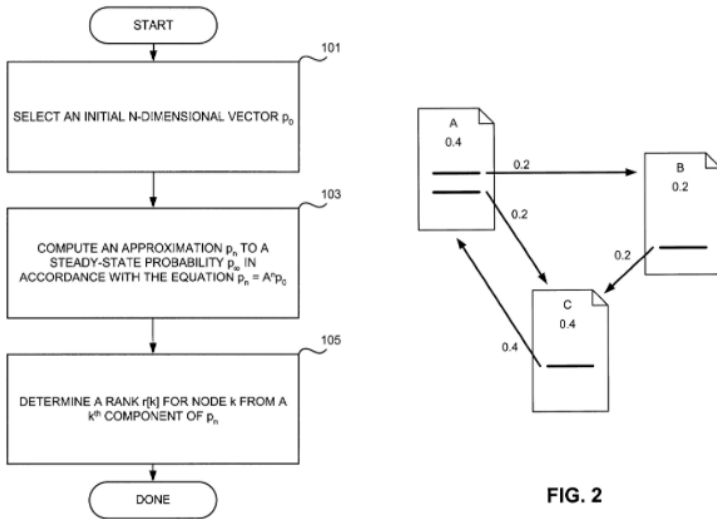 START
101
SELECT AN INITIAL N-DIMENSIONAL VECTOR p₀
103
COMPUTE AN APPROXIMATION pₙ TO A
STEADY-STATE PROBABILITY p∞ IN
ACCORDANCE WITH THE EQUATION pₙ = Aⁿp₀
105
DETERMINE A RANK r[k] FOR NODE k FROM A
kᵗʰ COMPONENT OF pₙ
DONE
A
0.4
0.2
B
0.2
0.2
0.2
C
0.4
0.4
FIG. 2